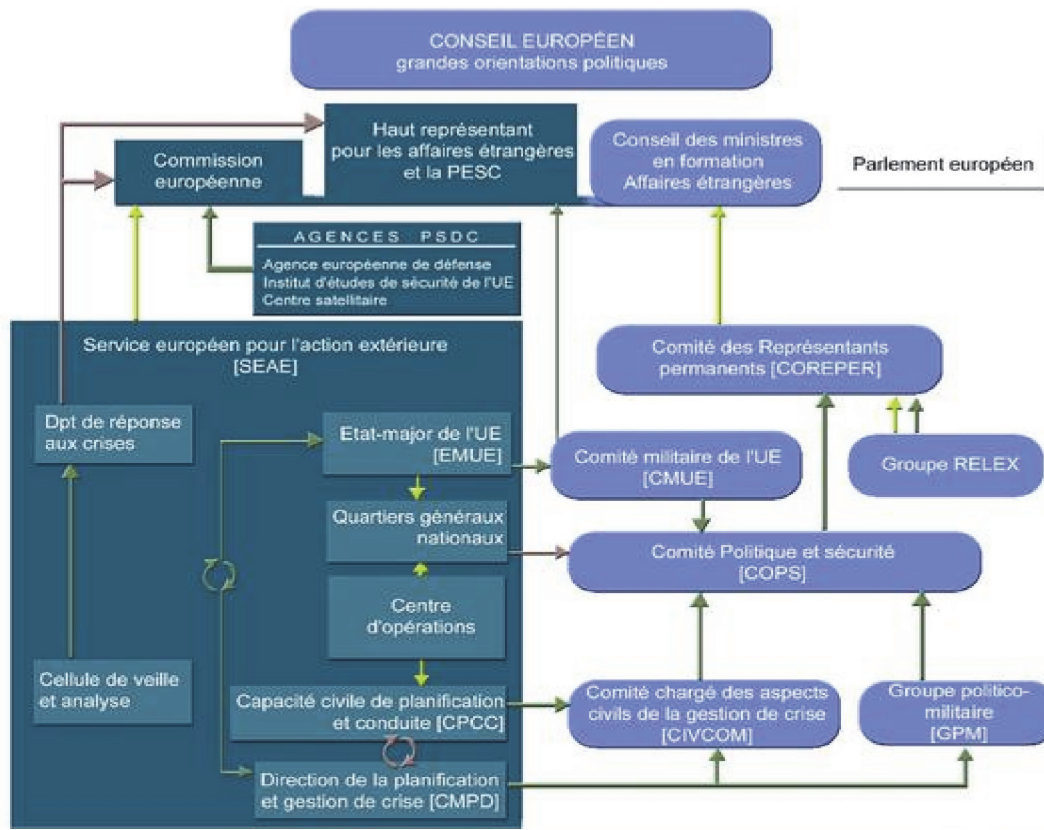 CONSEIL EUROPÉEN
grandes orientations politiques
Haut représentant
pour les affaires étrangères
et la PESC
Commission
européenne
Conseil des ministres
en formation
Affaires étrangères
Parlement européen
AGENCES PSDC
Agence européenne de défense
Institut d'études de sécurité de l'UE
Centre satellitaire
Service européen pour l'action extérieure
[SEAE]
Comité des Représentants
permanents [COREPER]
Dpt de réponse
aux crises
Etat-major de l'UE
[EMUE]
Comité militaire de l'UE
[CMUE]
Groupe RELEX
Quartiers généraux
nationaux
Comité Politique et sécurité
[COPS]
Centre
d'opérations
Cellule de veille
et analyse
Capacité civile de planification
et conduite [CPCC]
Comité chargé des aspects
civils de la gestion de crise
[CIVCOM]
Groupe politico-
militaire
[GPM]
Direction de la planification
et gestion de crise [CMPD]